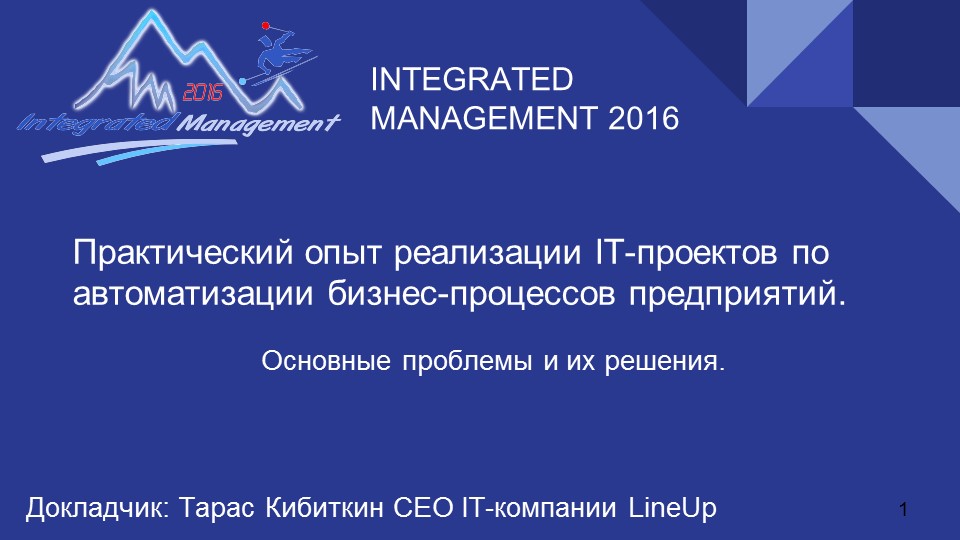 2016
Integrated Management
INTEGRATED
MANAGEMENT 2016
Практический опыт реализации IT-проектов по
автоматизации бизнес-процессов предприятий.
Основные проблемы и их решения.
Докладчик: Тарас Кибиткин CEO IT-компании LineUp
1